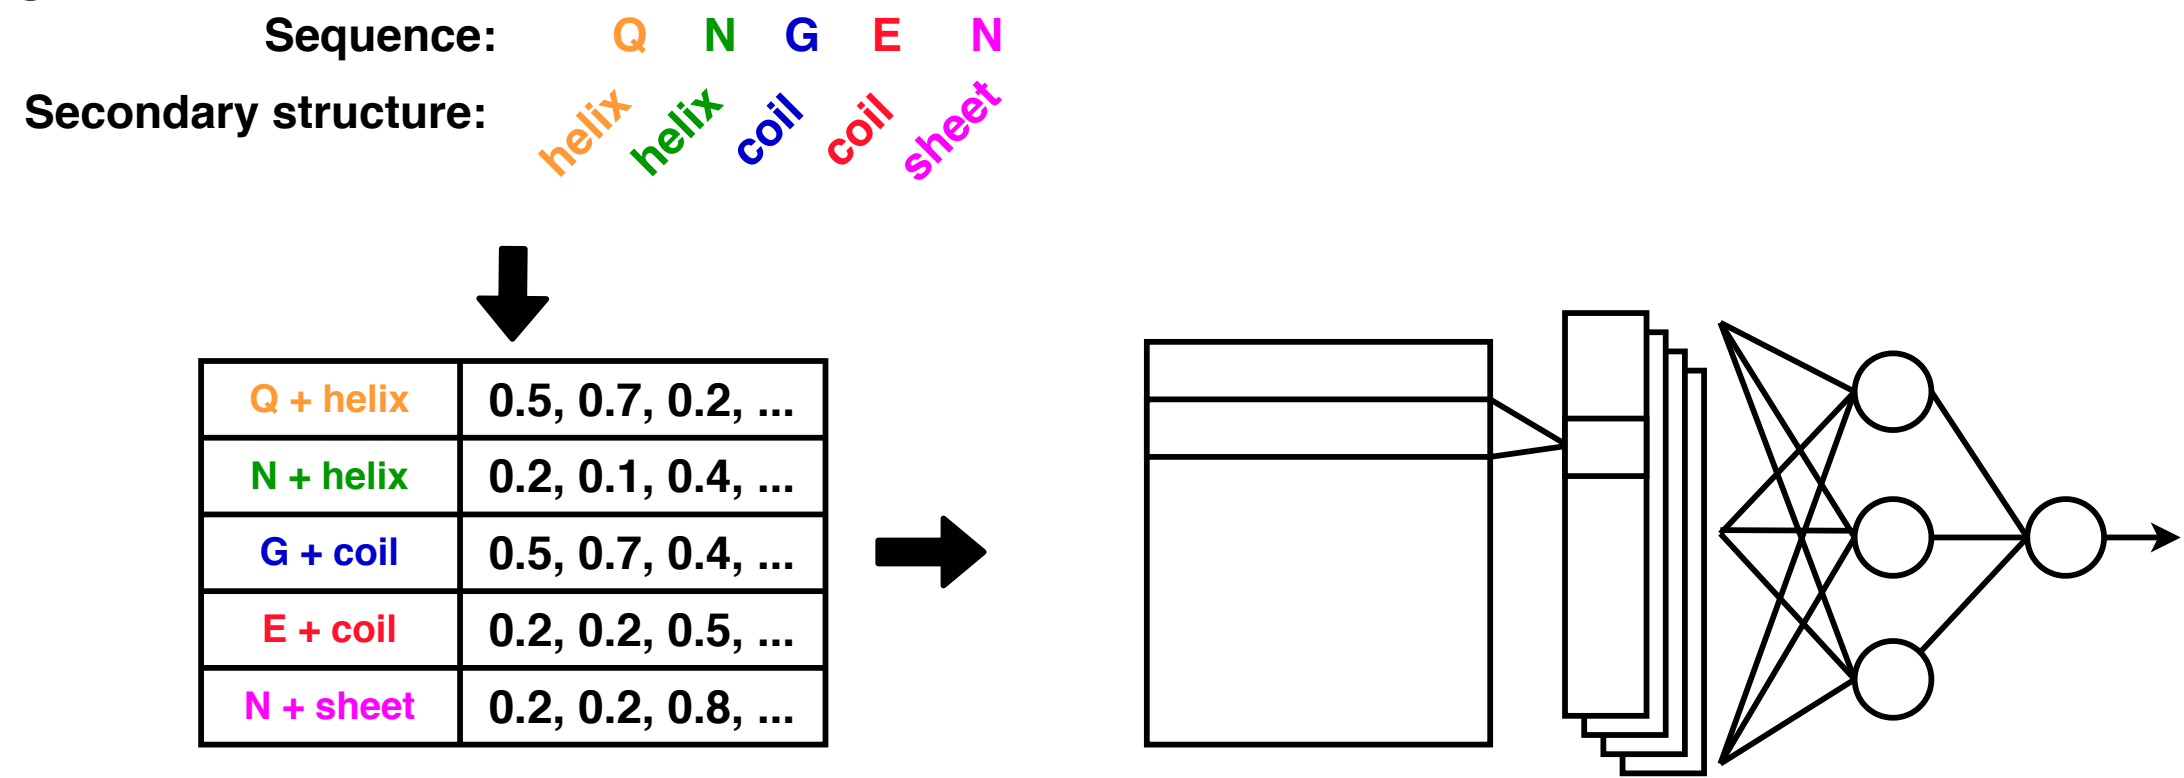 Sequence: Q N G E N
Secondary structure: helix helix coil coil sheet
Q + helix 0.5, 0.7, 0.2, ...
N + helix 0.2, 0.1, 0.4, ...
G + coil 0.5, 0.7, 0.4, ...
E + coil 0.2, 0.2, 0.5, ...
N + sheet 0.2, 0.2, 0.8, ...